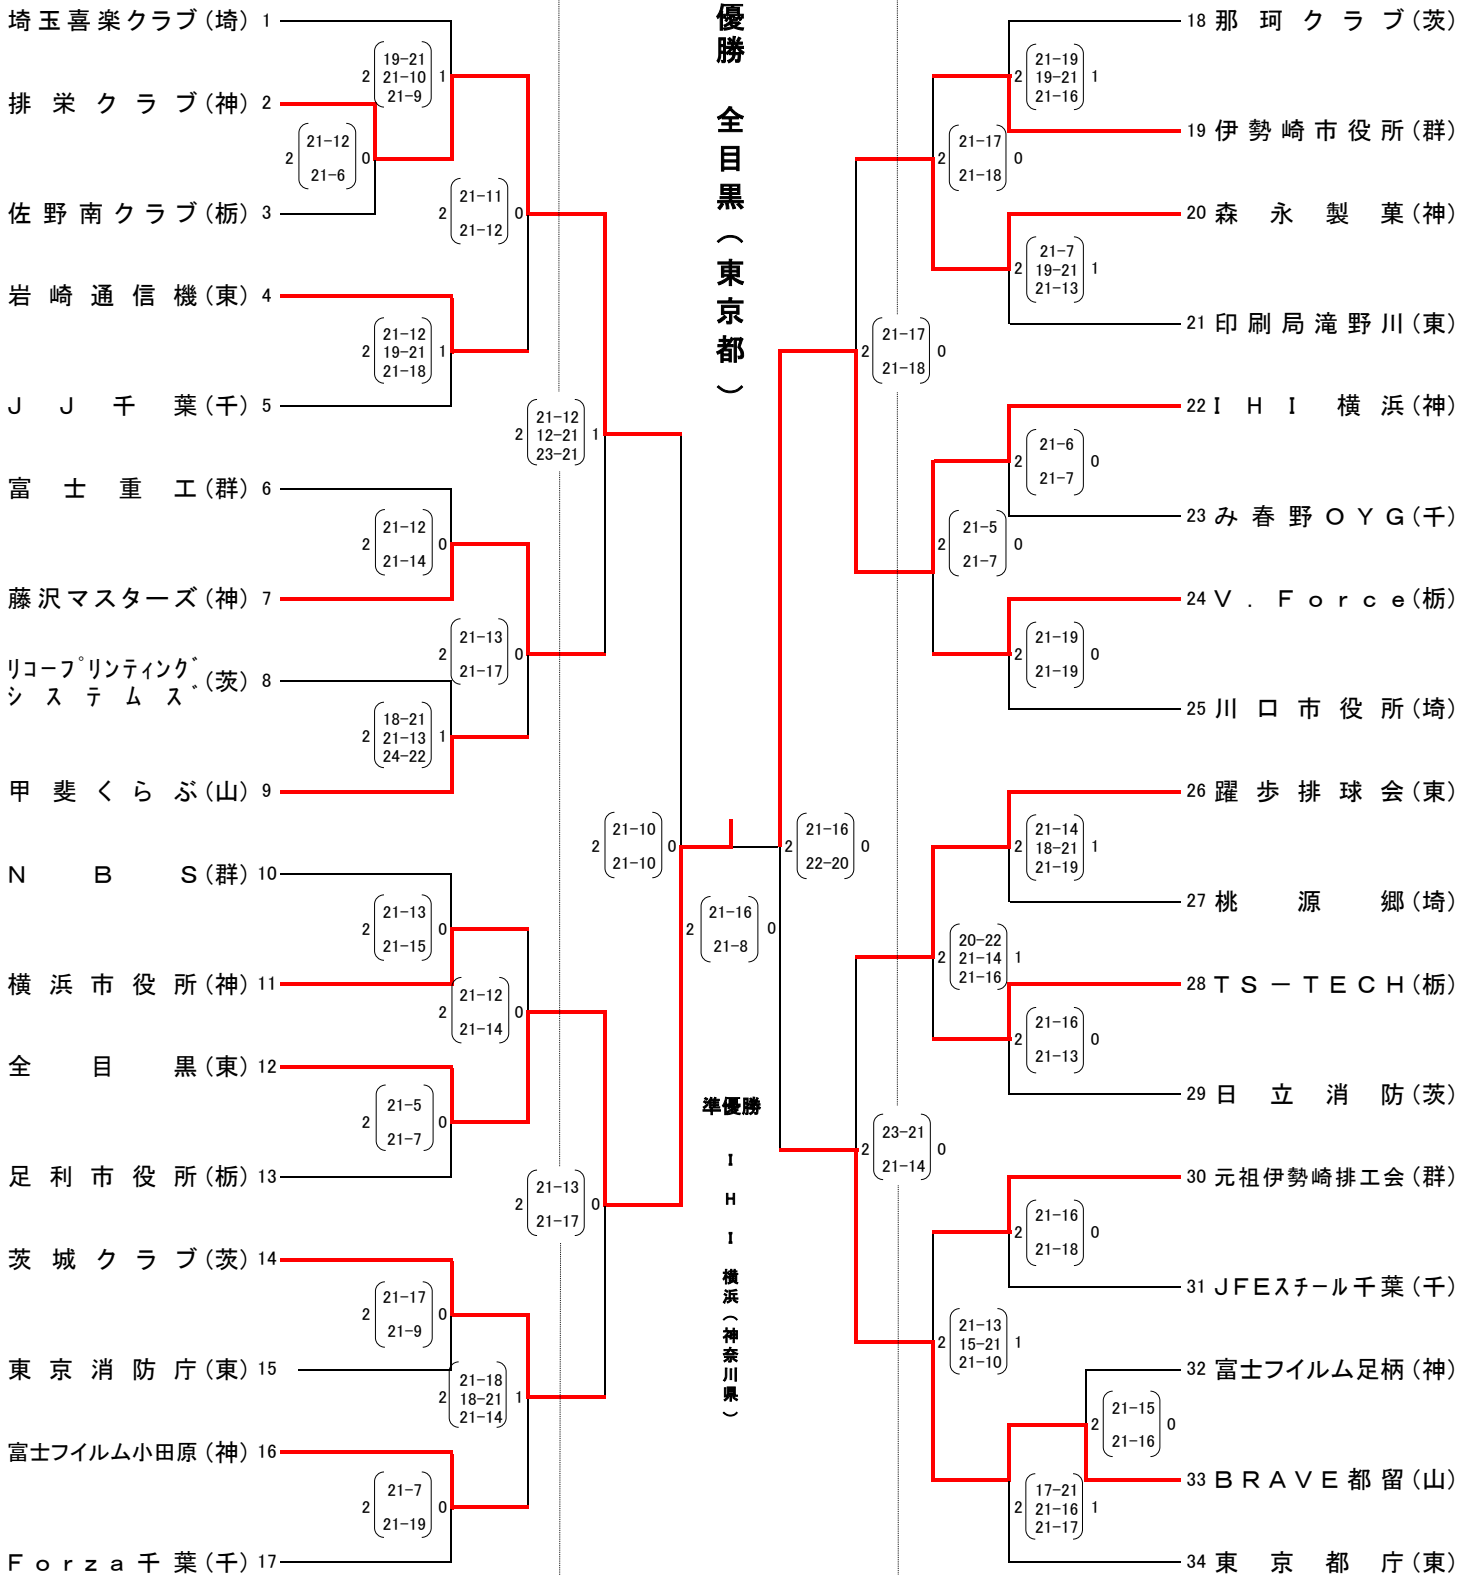 優勝　全目黒（東京都）
埼玉喜楽クラブ(埼) 1
2 19-21 21-10 21-9 1
排栄クラブ(神) 2
2 21-12 21-6 0
佐野南クラブ(栃) 3
2 21-11 21-12 0
岩崎通信機(東) 4
2 21-12 19-21 21-18 1
JJ千葉(千) 5
2 21-12 12-21 23-21 1
富士重工(群) 6
2 21-12 21-14 0
藤沢マスターズ(神) 7
2 21-13 21-17 0
リコープリンティング
システムズ
(茨) 8
2 18-21 21-13 24-22 1
甲斐くらぶ(山) 9
2 21-10 21-10 0
NBS(群) 10
2 21-13 21-15 0
横浜市役所(神) 11
2 21-12 21-14 0
全目黒(東) 12
2 21-5 21-7 0
足利市役所(栃) 13
2 21-13 21-17 0
茨城クラブ(茨) 14
2 21-17 21-9 0
東京消防庁(東) 15
2 21-18 18-21 21-14 1
富士フイルム小田原(神) 16
2 21-7 21-19 0
Forza千葉(千) 17
2 21-16 21-8 0
準優勝
IHI横浜（神奈川県）
18 那珂クラブ(茨)
2 21-19 19-21 21-16 1
19 伊勢崎市役所(群)
2 21-17 21-18 0
20 森永製菓(神)
2 21-7 19-21 21-13 1
21 印刷局滝野川(東)
2 21-17 21-18 0
22 IHI横浜(神)
2 21-6 21-7 0
23 み春野OYG(千)
2 21-5 21-7 0
24 V.Force(栃)
2 21-19 21-19 0
25 川口市役所(埼)
2 21-16 22-20 0
26 躍歩排球会(東)
2 21-14 18-21 21-19 1
27 桃源郷(埼)
2 20-22 21-14 21-16 1
28 TS－TECH(栃)
2 21-16 21-13 0
29 日立消防(茨)
2 23-21 21-14 0
30 元祖伊勢崎排工会(群)
2 21-16 21-18 0
31 JFEスチール千葉(千)
2 21-13 15-21 21-10 1
32 富士フイルム足柄(神)
2 21-15 21-16 0
33 BRAVE都留(山)
2 17-21 21-16 21-17 1
34 東京都庁(東)